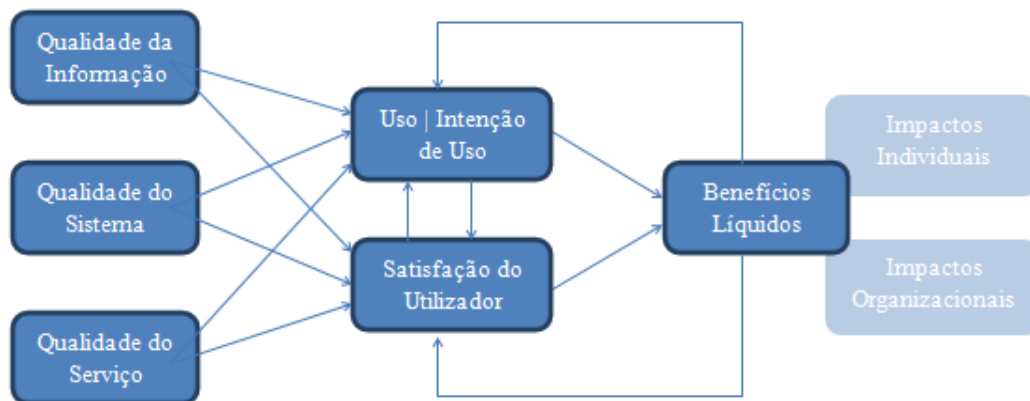 Qualidade da
Informação
Qualidade do
Sistema
Qualidade do
Serviço
Uso | Intenção
de Uso
Satisfação do
Utilizador
Benefícios
Líquidos
Impactos
Individuais
Impactos
Organizacionais